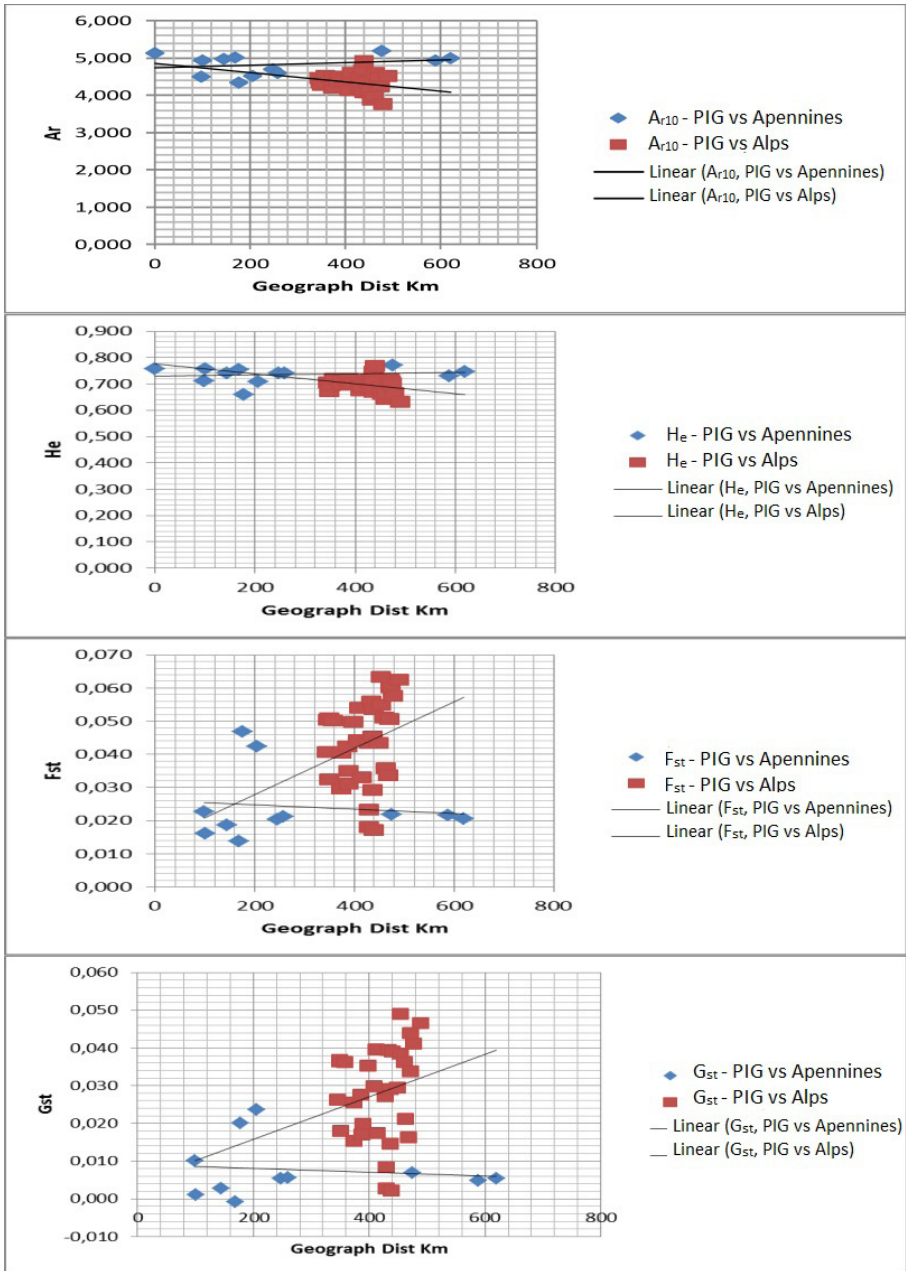 6,000
5,000
4,000
3,000
2,000
1,000
0,000
Ar
0 200 400 600 800
Geograph Dist Km
Ar10 - PIG vs Apennines
Ar10 - PIG vs Alps
Linear (Ar10, PIG vs Apennines)
Linear (Ar10, PIG vs Alps)
0,900
0,800
0,700
0,600
0,500
0,400
0,300
0,200
0,100
0,000
He
0 200 400 600 800
Geograph Dist Km
He - PIG vs Apennines
He - PIG vs Alps
Linear (He, PIG vs Apennines)
Linear (He, PIG vs Alps)
0,070
0,060
0,050
0,040
0,030
0,020
0,010
0,000
Fst
0 200 400 600 800
Geograph Dist Km
Fst - PIG vs Apennines
Fst - PIG vs Alps
Linear (Fst, PIG vs Apennines)
Linear (Fst, PIG vs Alps)
0,060
0,050
0,040
0,030
0,020
0,010
0,000
-0,010
Gst
0 200 400 600 800
Geograph Dist Km
Gst - PIG vs Apennines
Gst - PIG vs Alps
Linear (Gst, PIG vs Apennines)
Linear (Gst, PIG vs Alps)